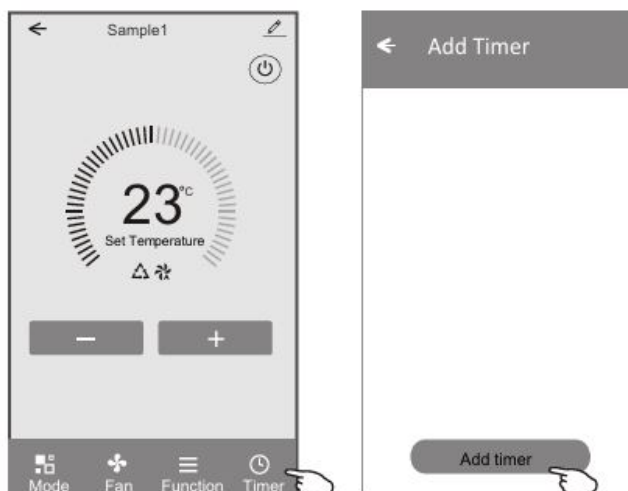 Sample1
23°C
Set Temperature
Mode Fan Function Timer
Add Timer
Add timer